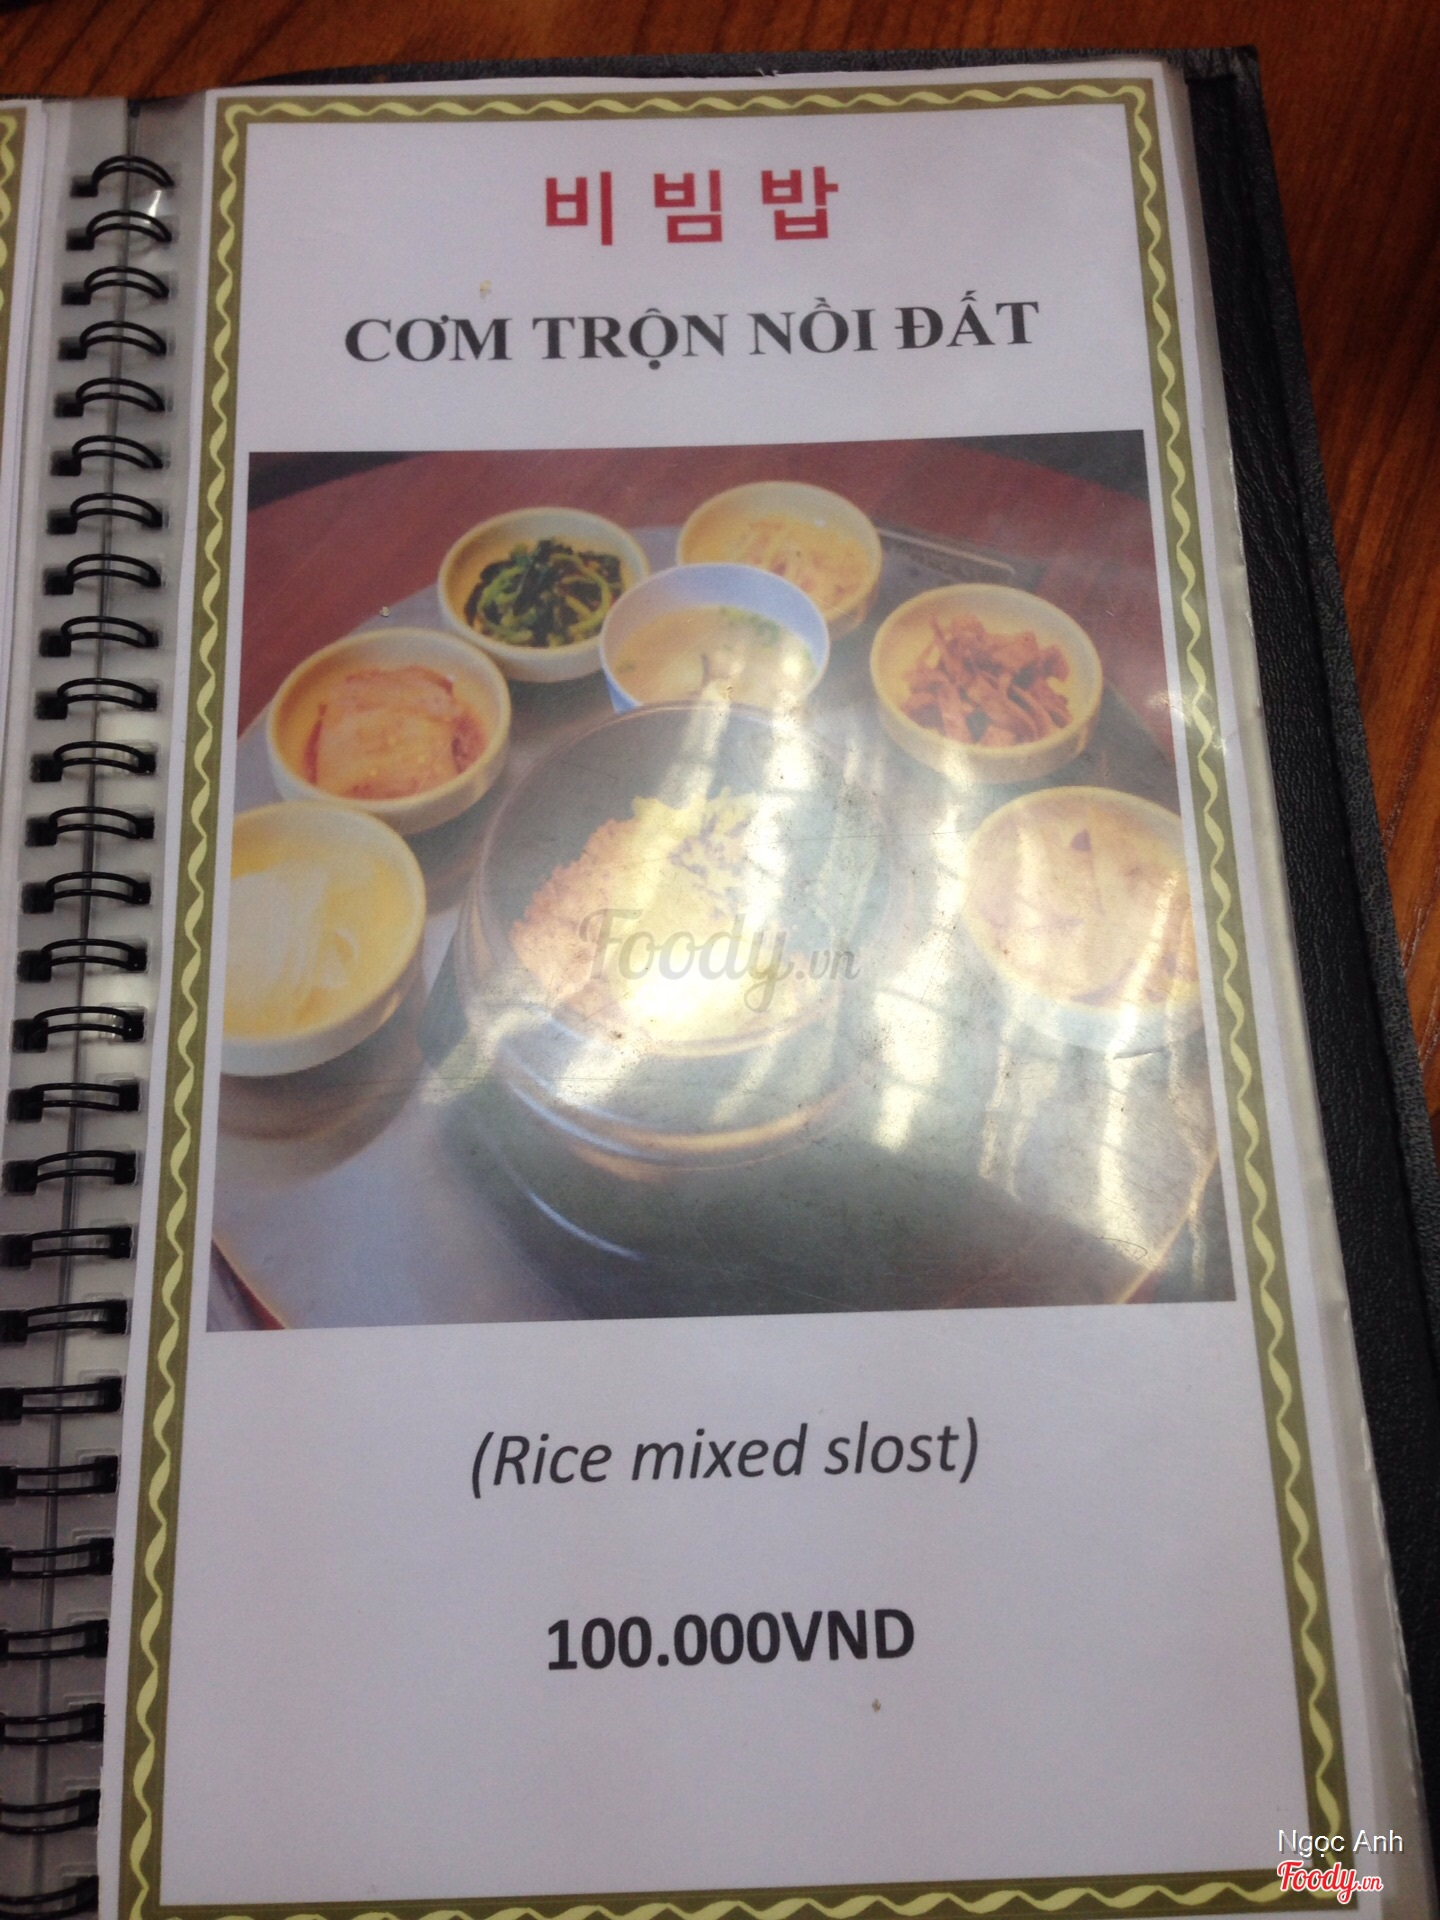 비빔밥
CƠM TRỘN NỒI ĐẤT
Foody.vn
(Rice mixed slost)
100.000VND
Ngọc Anh
Foody.vn